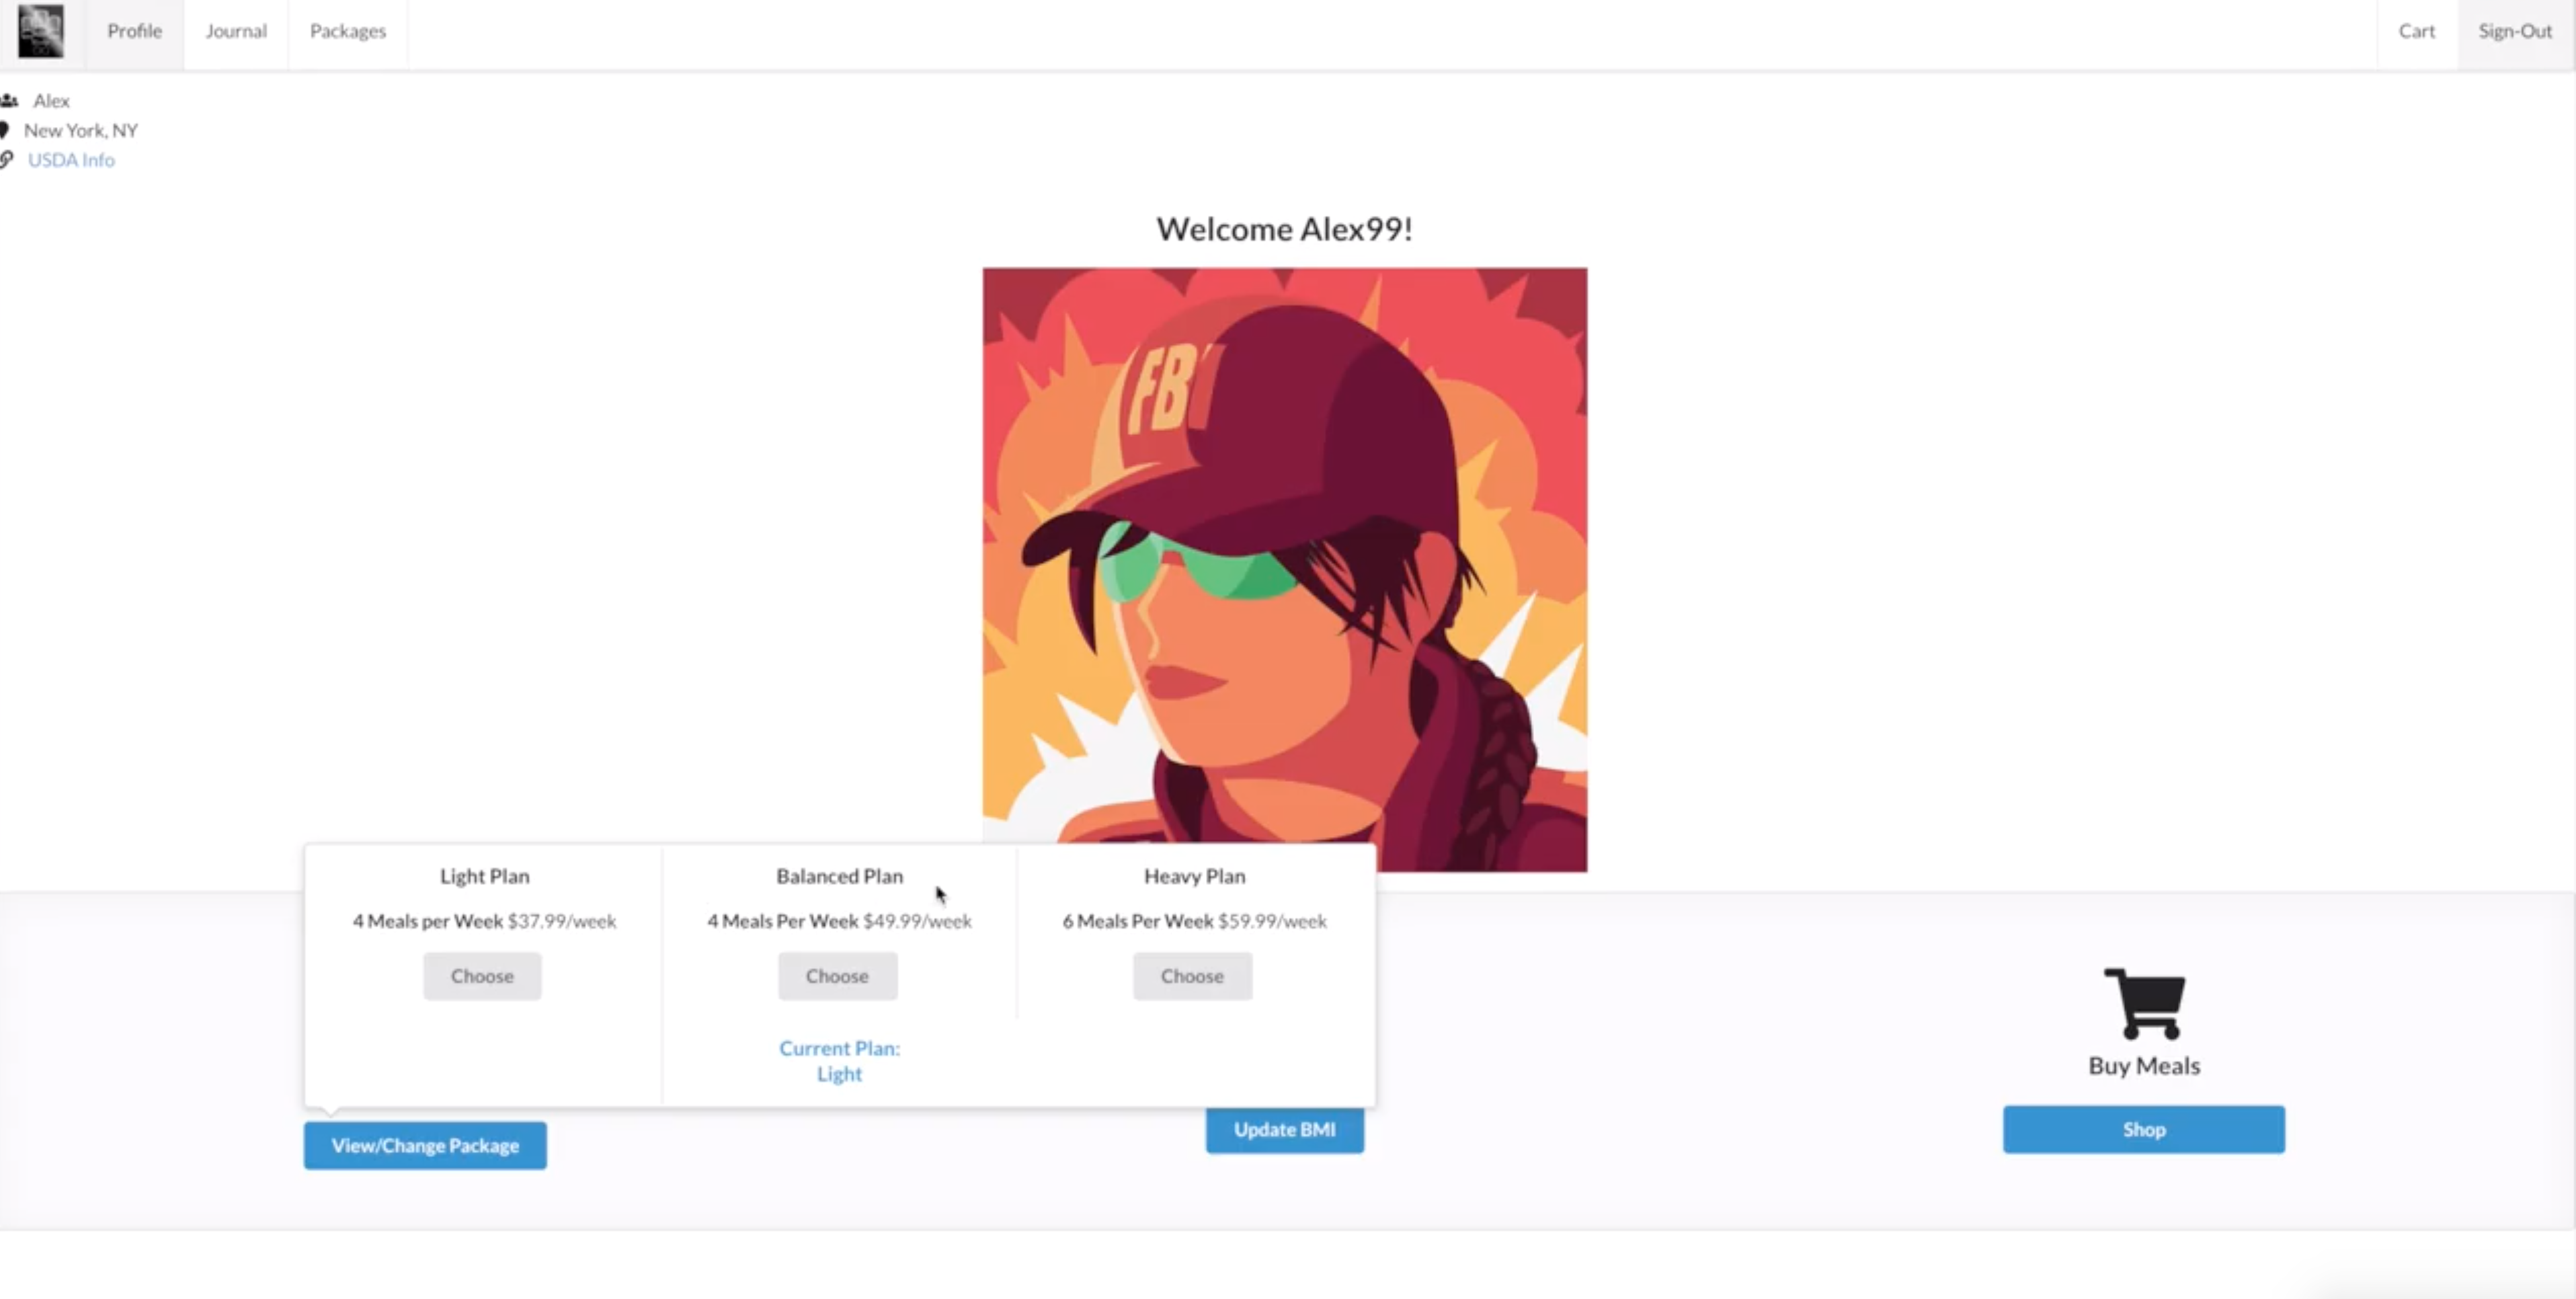 Profile Journal Packages Cart Sign-Out
Alex
New York, NY
USDA Info
Welcome Alex99!
FBI
Light Plan
4 Meals per Week $37.99/week
Choose
Balanced Plan
4 Meals Per Week $49.99/week
Choose
Heavy Plan
6 Meals Per Week $59.99/week
Choose
Current Plan:
Light
View/Change Package
Update BMI
Buy Meals
Shop